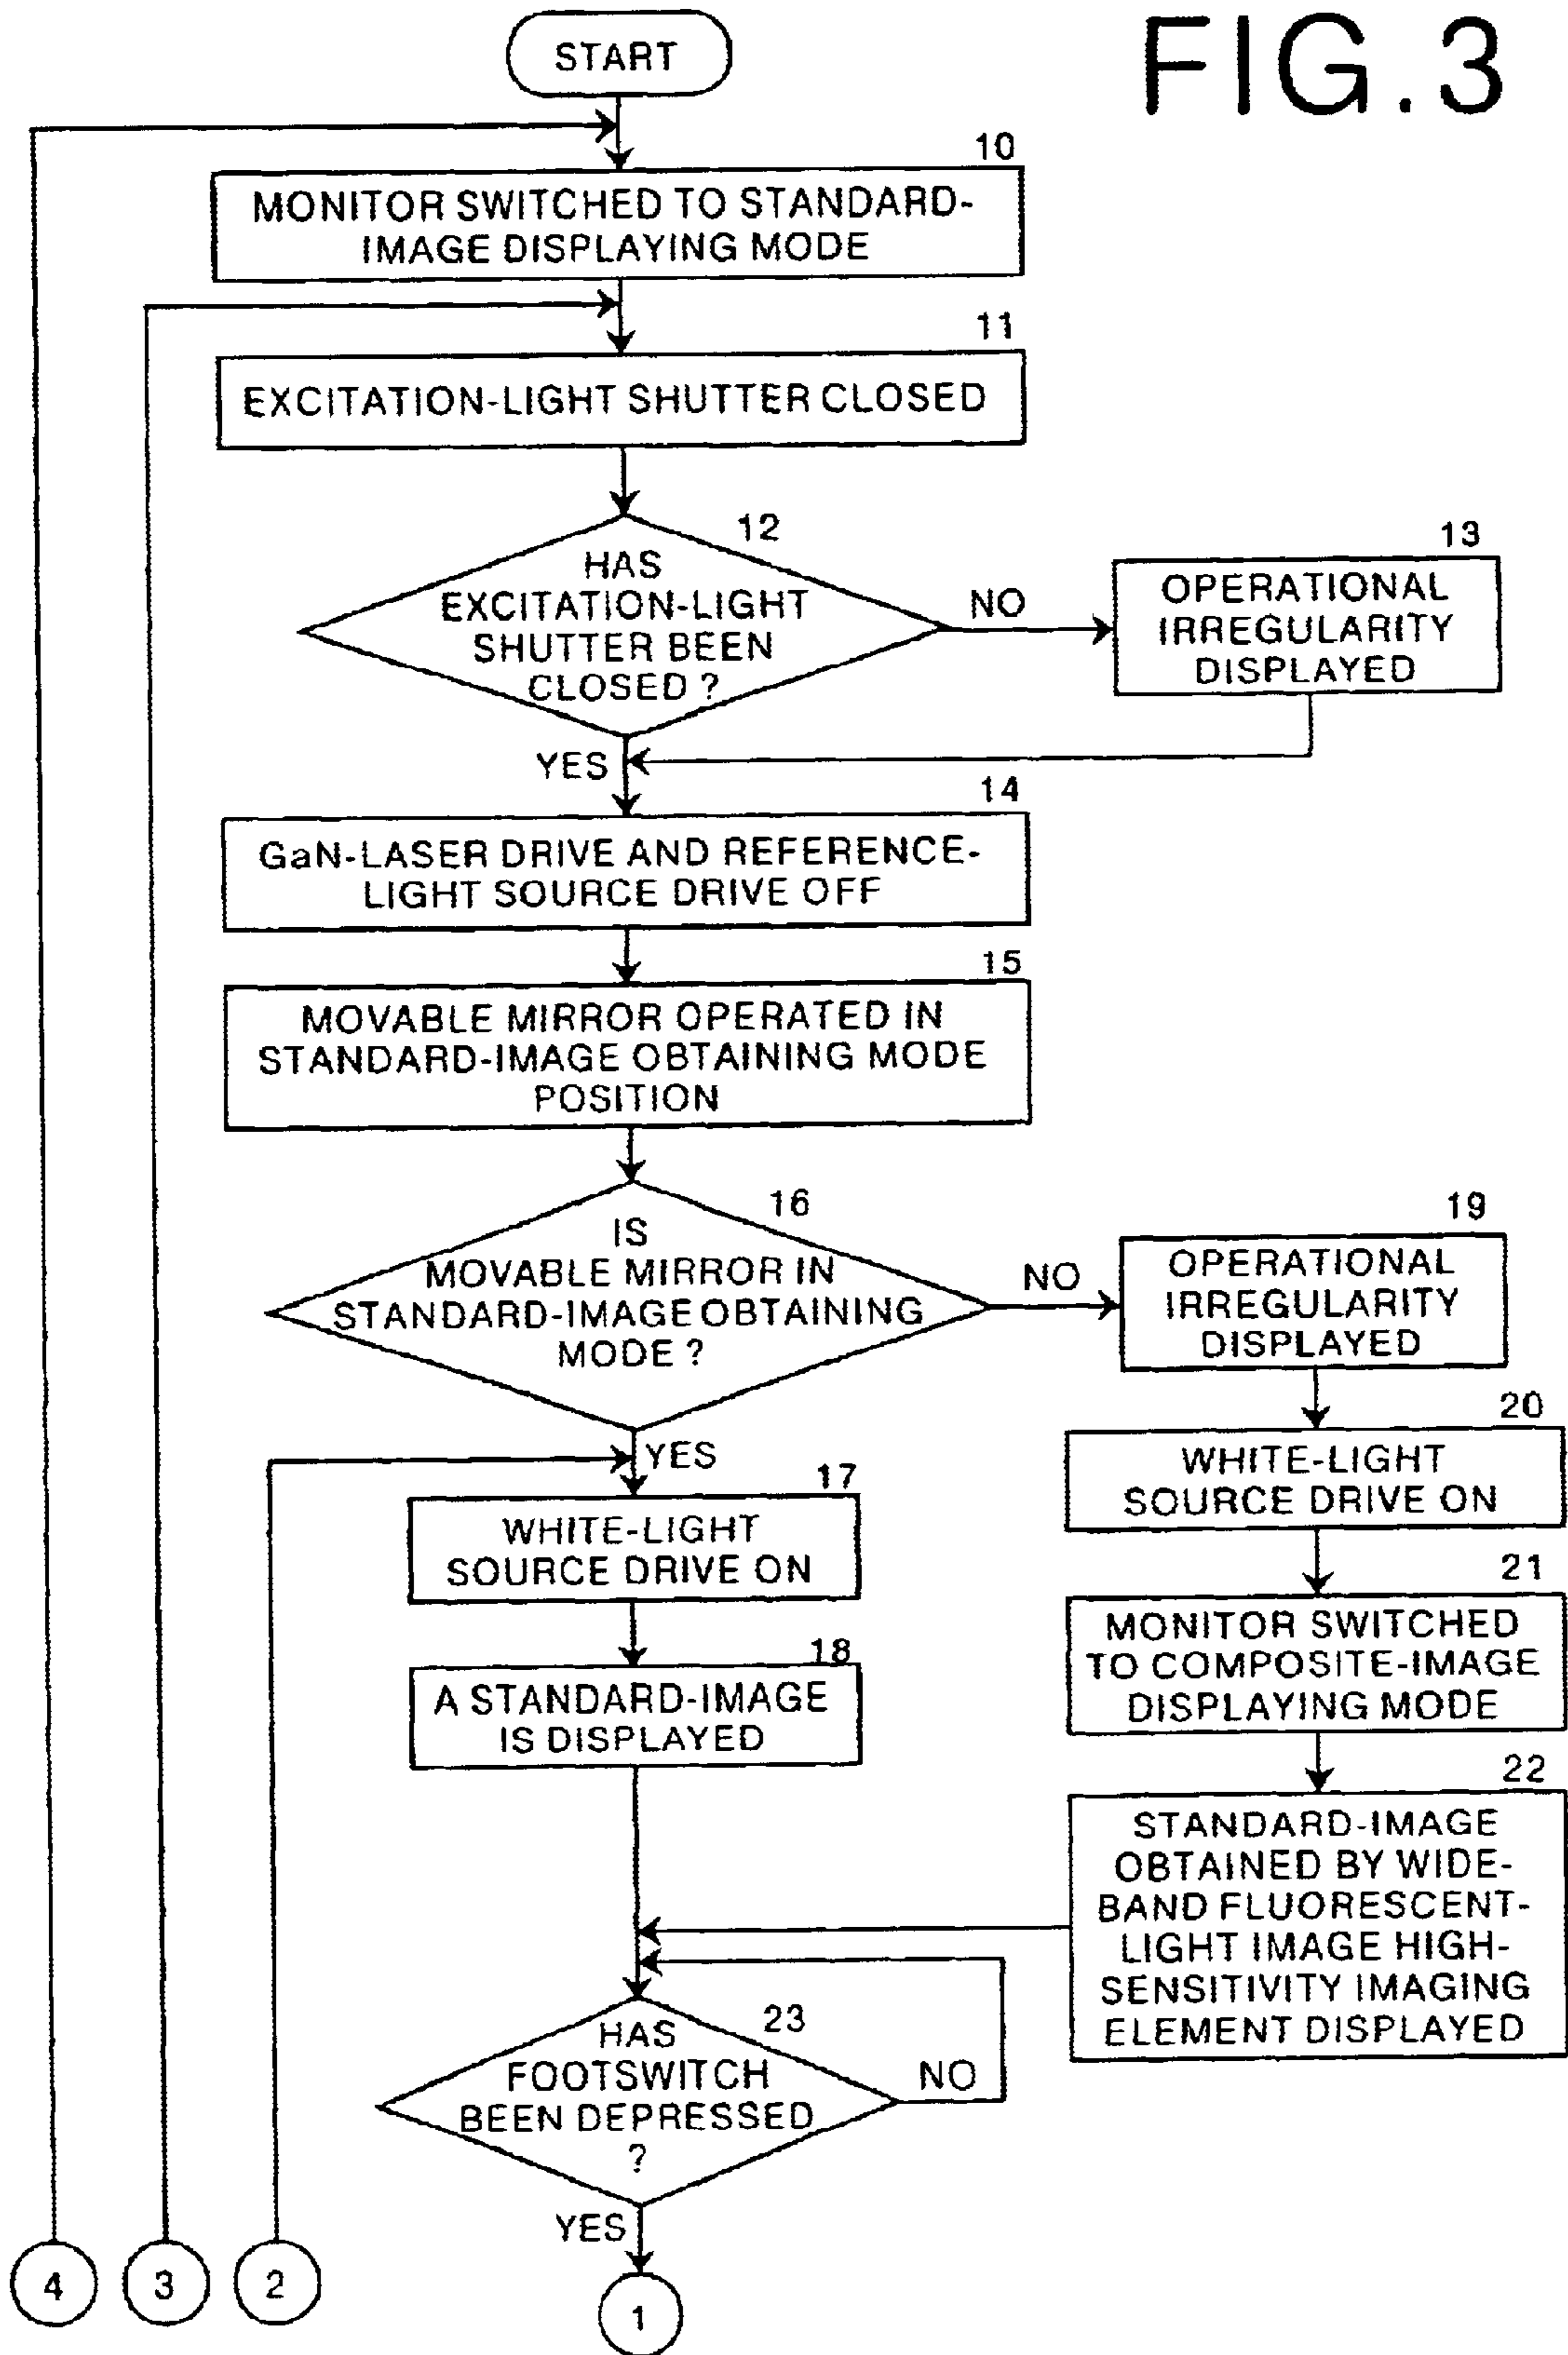 FIG.3
START
10
MONITOR SWITCHED TO STANDARD-
IMAGE DISPLAYING MODE
11
EXCITATION-LIGHT SHUTTER CLOSED
12
HAS
EXCITATION-LIGHT
SHUTTER BEEN
CLOSED ?
NO
13
OPERATIONAL
IRREGULARITY
DISPLAYED
YES
14
GaN-LASER DRIVE AND REFERENCE-
LIGHT SOURCE DRIVE OFF
15
MOVABLE MIRROR OPERATED IN
STANDARD-IMAGE OBTAINING MODE
POSITION
16
IS
MOVABLE MIRROR IN
STANDARD-IMAGE OBTAINING
MODE ?
NO
19
OPERATIONAL
IRREGULARITY
DISPLAYED
YES
17
WHITE-LIGHT
SOURCE DRIVE ON
18
A STANDARD-IMAGE
IS DISPLAYED
20
WHITE-LIGHT
SOURCE DRIVE ON
21
MONITOR SWITCHED
TO COMPOSITE-IMAGE
DISPLAYING MODE
22
STANDARD-IMAGE
OBTAINED BY WIDE-
BAND FLUORESCENT-
LIGHT IMAGE HIGH-
SENSITIVITY IMAGING
ELEMENT DISPLAYED
23
HAS
FOOTSWITCH
BEEN DEPRESSED
?
NO
YES
4
3
2
1